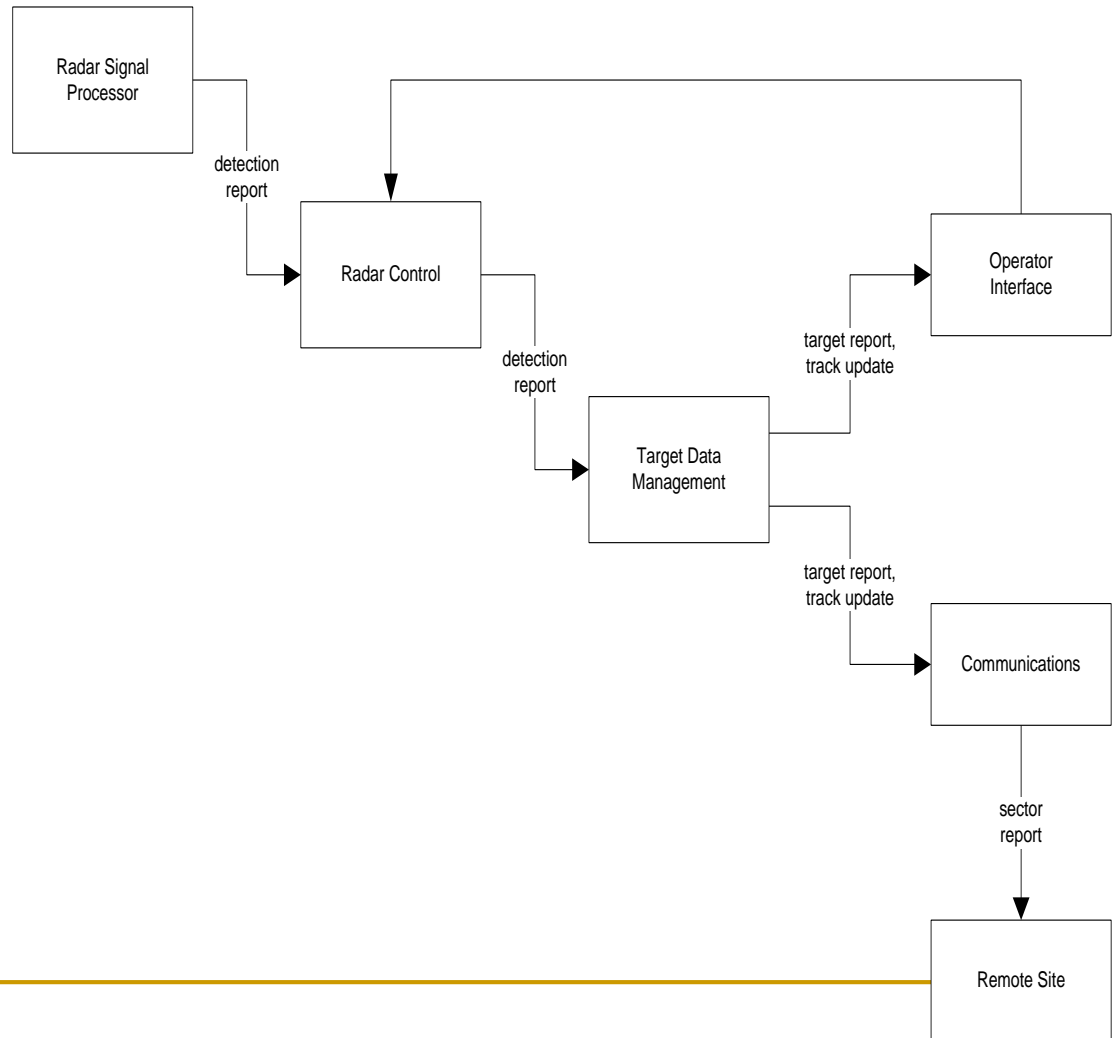 Radar Signal
Processor
detection
report
Radar Control
detection
report
Target Data
Management
target report,
track update
Operator
Interface
target report,
track update
Communications
sector
report
Remote Site